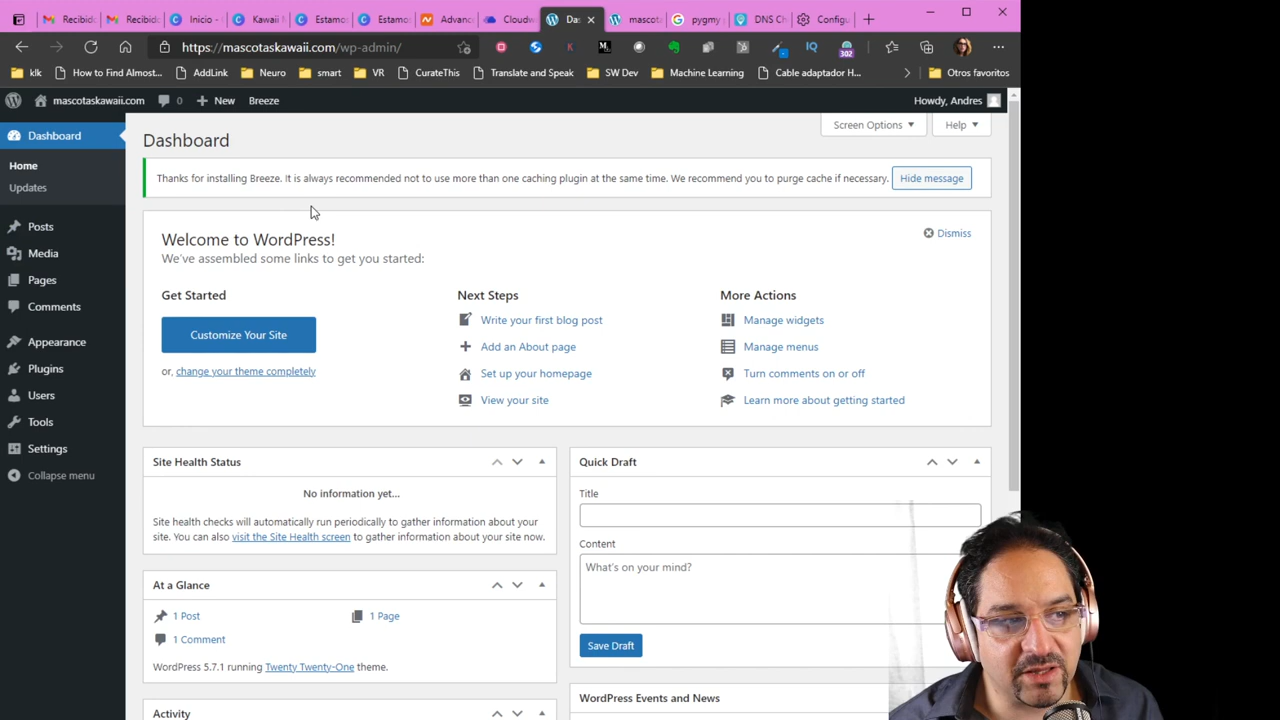 Recibid
Recibid
Inicio -
Kawaii M
Estamo
Estamo
Advanc
Cloudw
Das
mascot
pygmy s
DNS Ch
Configu
https://mascotaskawaii.com/wp-admin/
302
klk
How to Find Almost...
AddLink
Neuro
smart
VR
CurateThis
Translate and Speak
SW Dev
Machine Learning
Cable adaptador H...
Otros favoritos
mascotaskawaii.com
0
New
Breeze
Howdy, Andres
Dashboard
Home
Updates
Posts
Media
Pages
Comments
Appearance
Plugins
Users
Tools
Settings
Collapse menu
Dashboard
Screen Options
Help
Thanks for installing Breeze. It is always recommended not to use more than one caching plugin at the same time. We recommend you to purge cache if necessary.
Hide message
Welcome to WordPress!
Dismiss
We've assembled some links to get you started:
Get Started
Customize Your Site
or, change your theme completely
Next Steps
Write your first blog post
Add an About page
Set up your homepage
View your site
More Actions
Manage widgets
Manage menus
Turn comments on or off
Learn more about getting started
Site Health Status
No information yet...
Site health checks will automatically run periodically to gather information about your
site. You can also visit the Site Health screen to gather information about your site now.
At a Glance
1 Post
1 Page
1 Comment
WordPress 5.7.1 running Twenty Twenty-One theme.
Activity
Quick Draft
Title
Content
What's on your mind?
Save Draft
WordPress Events and News